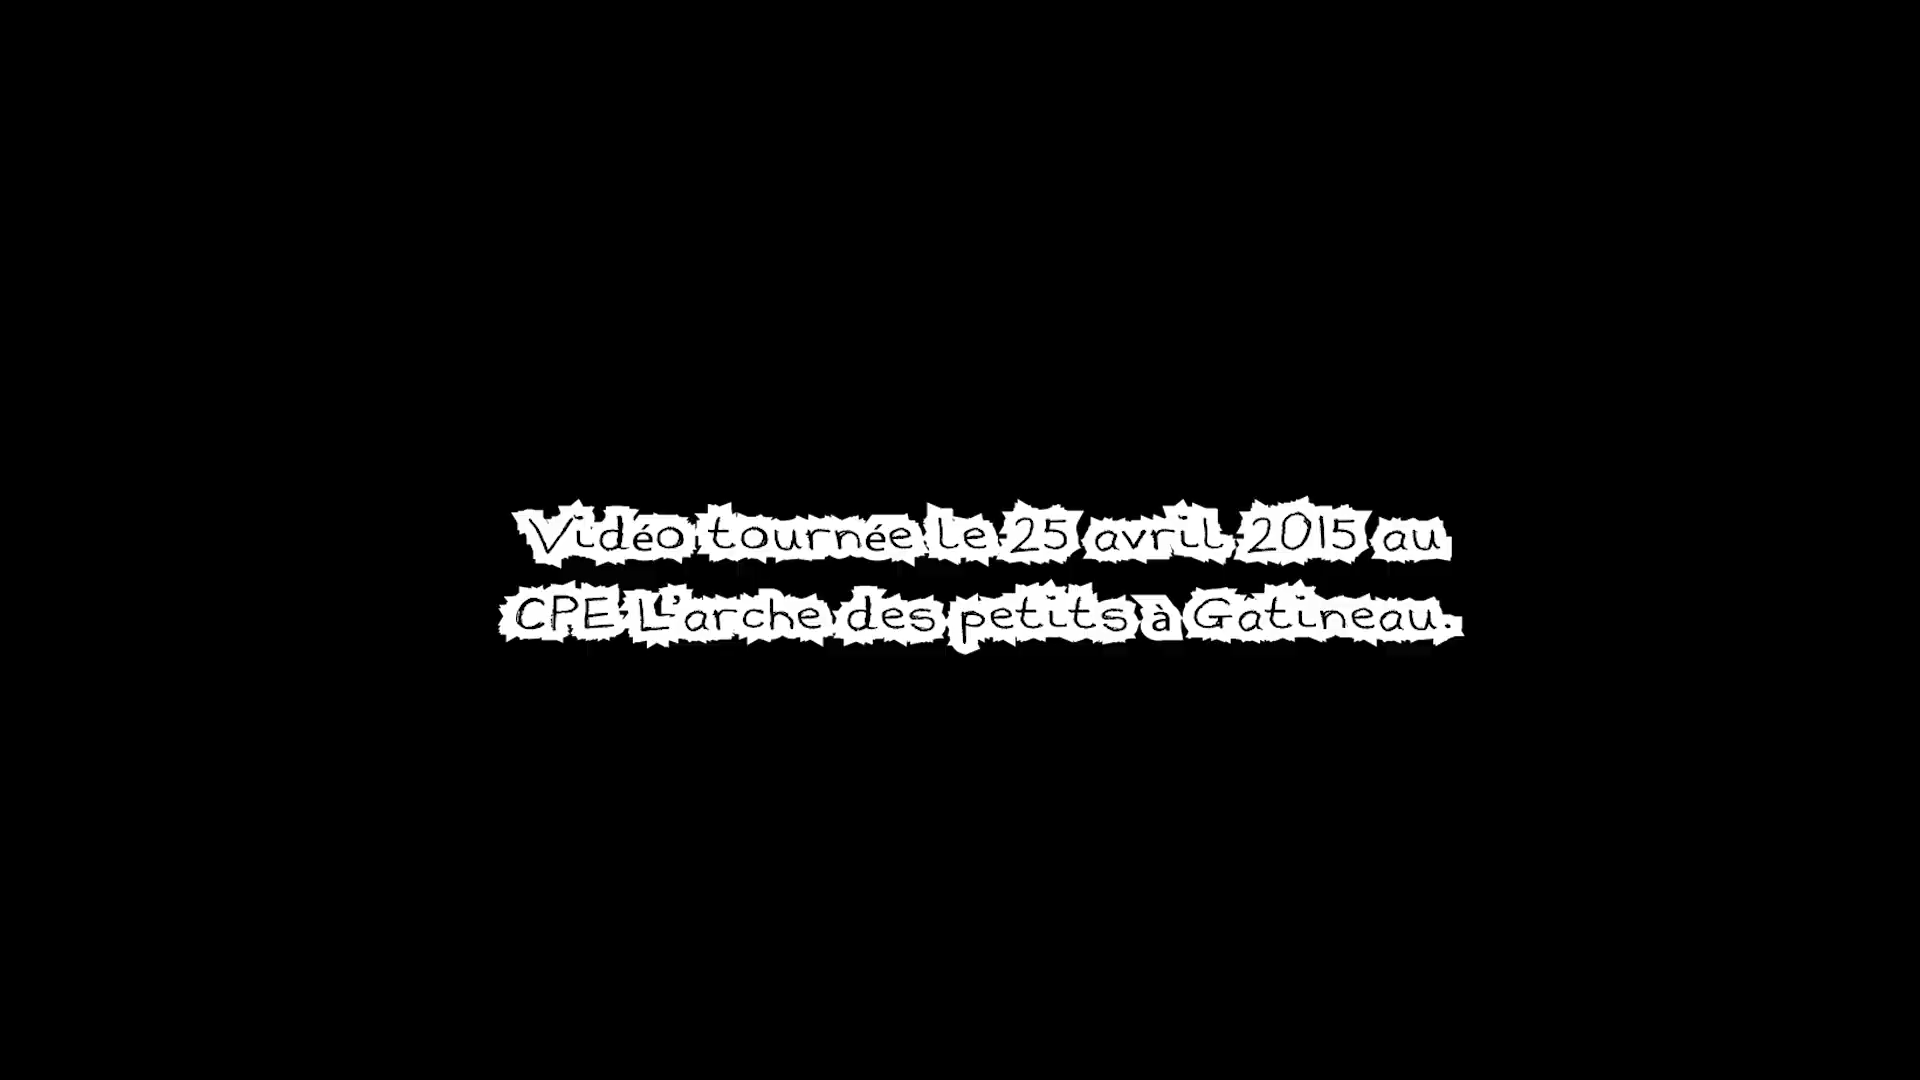 Vidéo tournée le 25 avril 2015 au
CPE L'arche des petits à Gatineau.